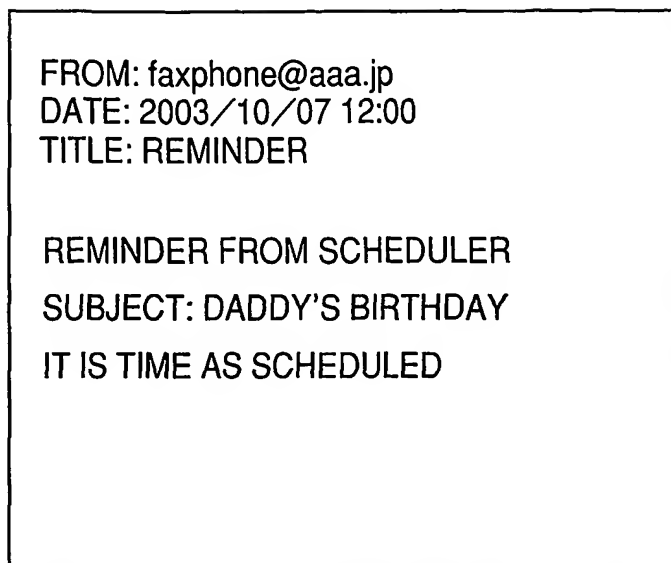 FROM: faxphone@aaa.jp
DATE: 2003/10/07 12:00
TITLE: REMINDER
REMINDER FROM SCHEDULER
SUBJECT: DADDY'S BIRTHDAY
IT IS TIME AS SCHEDULED